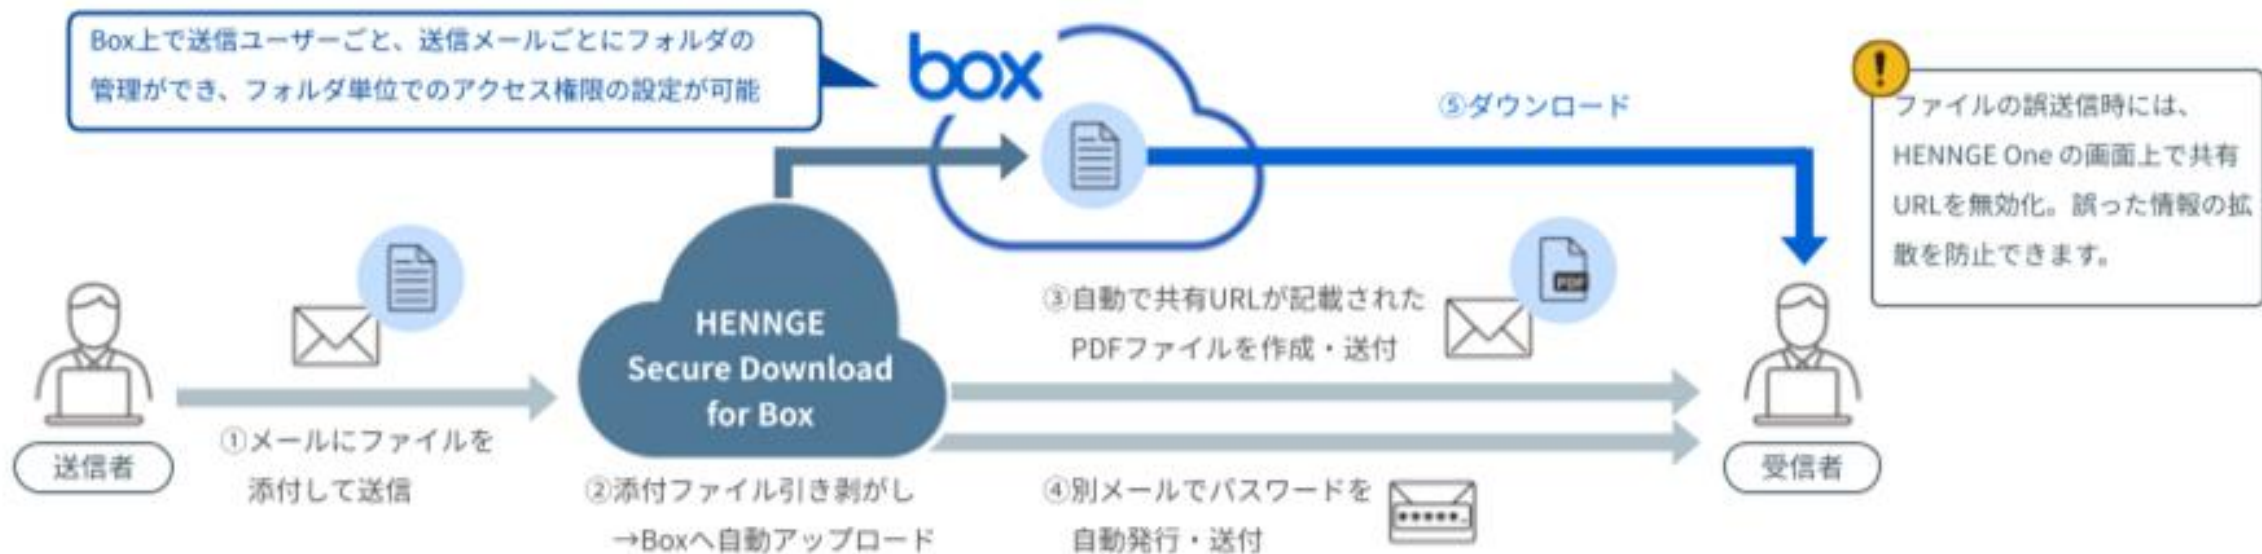 Box上で送信ユーザーごと、送信メールごとにフォルダの
管理ができ、フォルダ単位でのアクセス権限の設定が可能
box
⑤ダウンロード
!
ファイルの誤送信時には、
HENNGE One の画面上で共有
URLを無効化。誤った情報の拡
散を防止できます。
HENNGE
Secure Download
for Box
③自動で共有URLが記載された
PDFファイルを作成・送付
PDF
①メールにファイルを
添付して送信
送信者
②添付ファイル引き剥がし
→Boxへ自動アップロード
④別メールでパスワードを
自動発行・送付
受信者